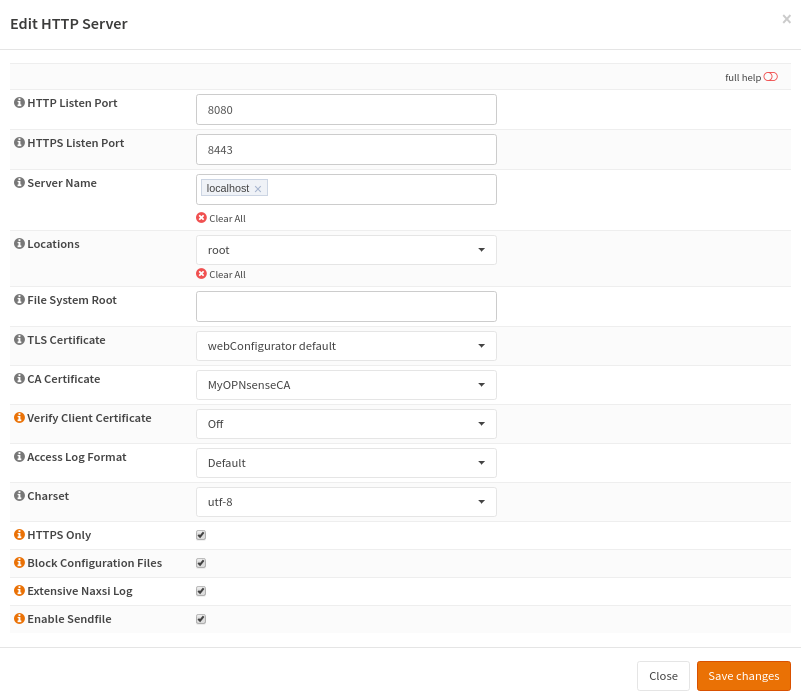 Edit HTTP Server
×
full help
HTTP Listen Port
8080
HTTPS Listen Port
8443
Server Name
localhost ×
Clear All
Locations
root
Clear All
File System Root
TLS Certificate
webConfigurator default
CA Certificate
MyOPNsenseCA
Verify Client Certificate
Off
Access Log Format
Default
Charset
utf-8
HTTPS Only
Block Configuration Files
Extensive Naxsi Log
Enable Sendfile
Close
Save changes